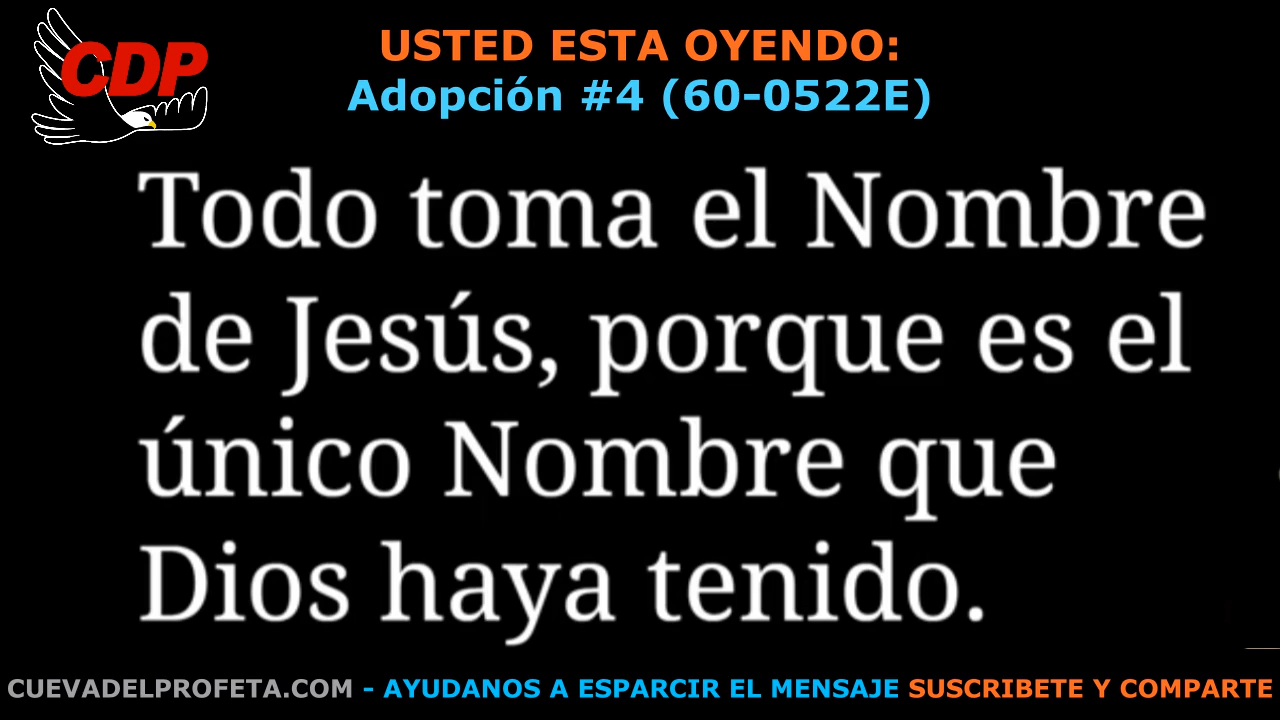 CDP
USTED ESTA OYENDO:
Adopción #4 (60-0522E)
Todo toma el Nombre
de Jesús, porque es el
único Nombre que
Dios haya tenido.
CUEVADELPROFETA.COM - AYUDANOS A ESPARCIR EL MENSAJE SUSCRIBETE Y COMPARTE